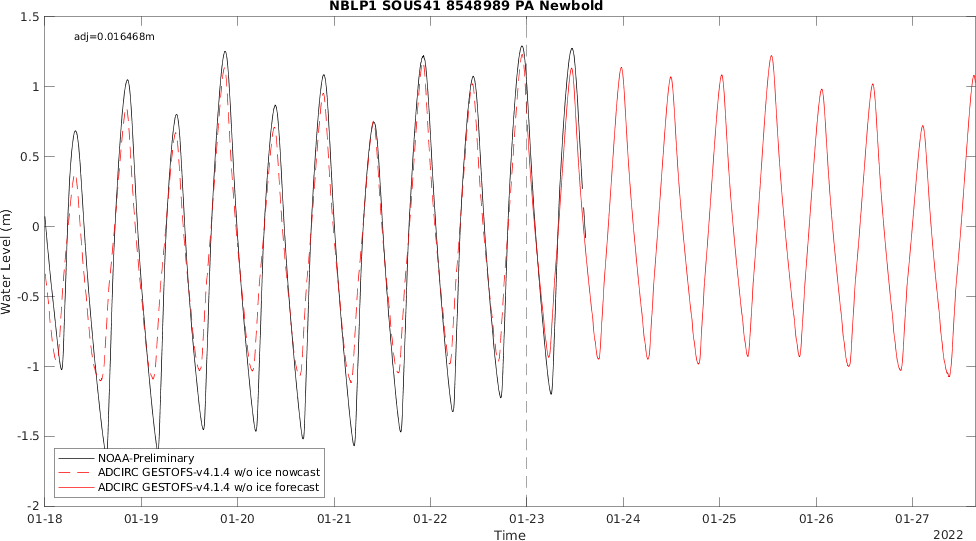 NBLP1 SOUS41 8548989 PA Newbold
adj=0.016468m
1.5
1
0.5
0
-0.5
-1
-1.5
-2
Water Level (m)
NOAA-Preliminary
ADCIRC GESTOFS-v4.1.4 w/o ice nowcast
ADCIRC GESTOFS-v4.1.4 w/o ice forecast
01-18 01-19 01-20 01-21 01-22 01-23 01-24 01-25 01-26 01-27
Time
2022